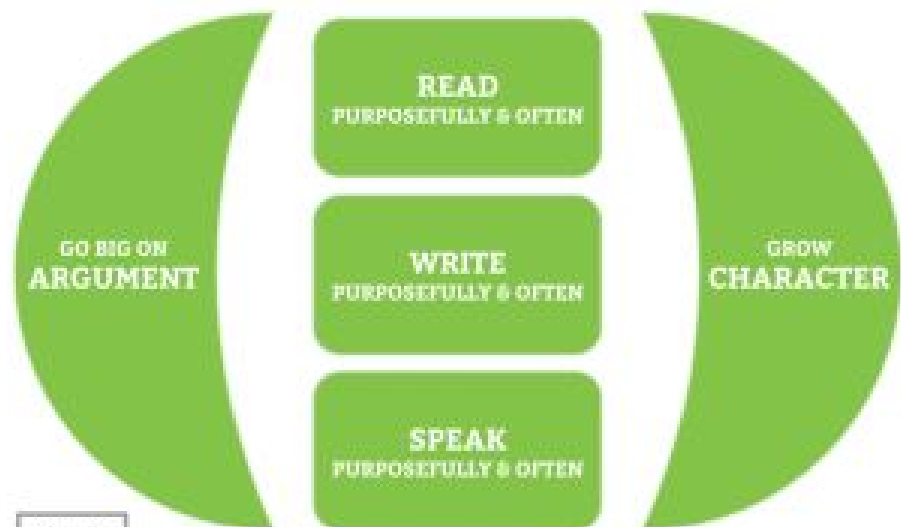 GO BIG ON
ARGUMENT
READ
PURPOSEFULLY & OFTEN
WRITE
PURPOSEFULLY & OFTEN
SPEAK
PURPOSEFULLY & OFTEN
GROW
CHARACTER